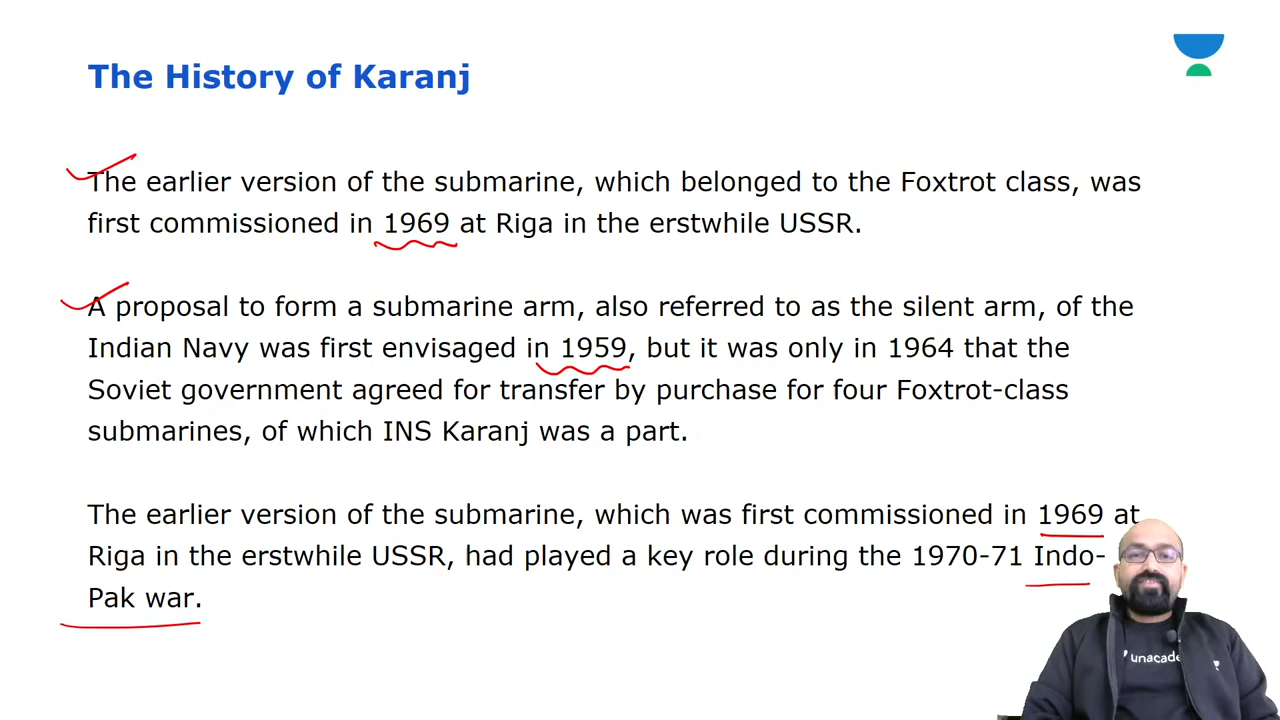 The History of Karanj
The earlier version of the submarine, which belonged to the Foxtrot class, was
first commissioned in 1969 at Riga in the erstwhile USSR.
A proposal to form a submarine arm, also referred to as the silent arm, of the
Indian Navy was first envisaged in 1959, but it was only in 1964 that the
Soviet government agreed for transfer by purchase for four Foxtrot-class
submarines, of which INS Karanj was a part.
The earlier version of the submarine, which was first commissioned in 1969 at
Riga in the erstwhile USSR, had played a key role during the 1970-71 Indo-
Pak war.
unacade